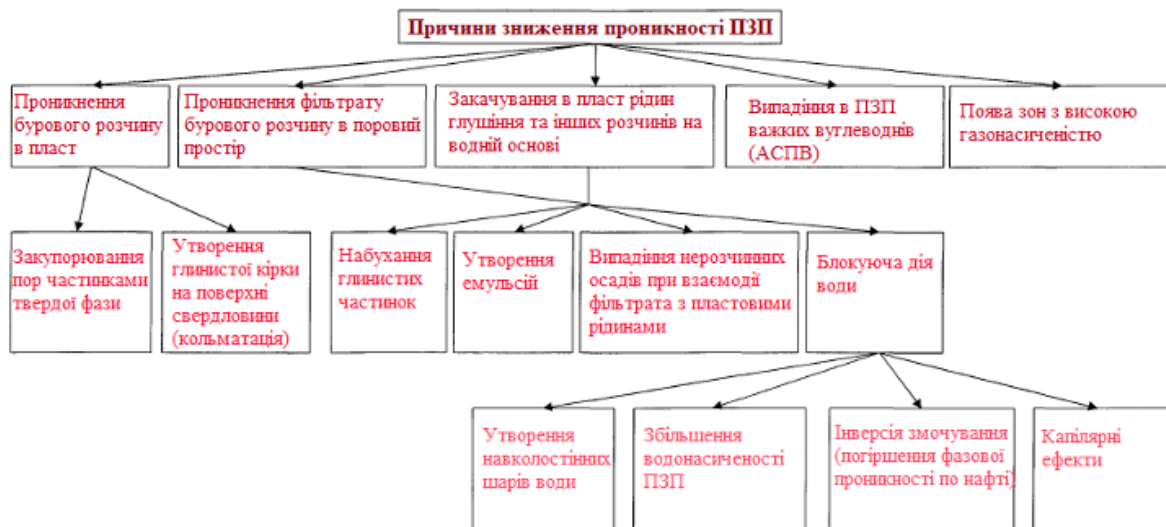 Причини зниження проникності ПЗП
Проникнення
бурового розчину
в пласт
Проникнення фільтрату
бурового розчину в поровий
простір
Закачування в пласт рідин
глушіння та інших розчинів на
водній основі
Випадіння в ПЗП
важких вуглеводнів
(АСПВ)
Поява зон з високою
газонасиченістю
Закупорювання
пор частинками
твердої фази
Утворення
глинистої кірки
на поверхні
свердловини
(кольматація)
Набухання
глинистих
частинок
Утворення
емульсій
Випадіння нерозчинних
осадів при взаємодії
фільтрата з пластовими
рідинами
Блокуюча дія
води
Утворення
навколостінних
шарів води
Збільшення
водонасиченості
ПЗП
Інверсія змочування
(погіршення фазової
проникності по нафті)
Капілярні
ефекти